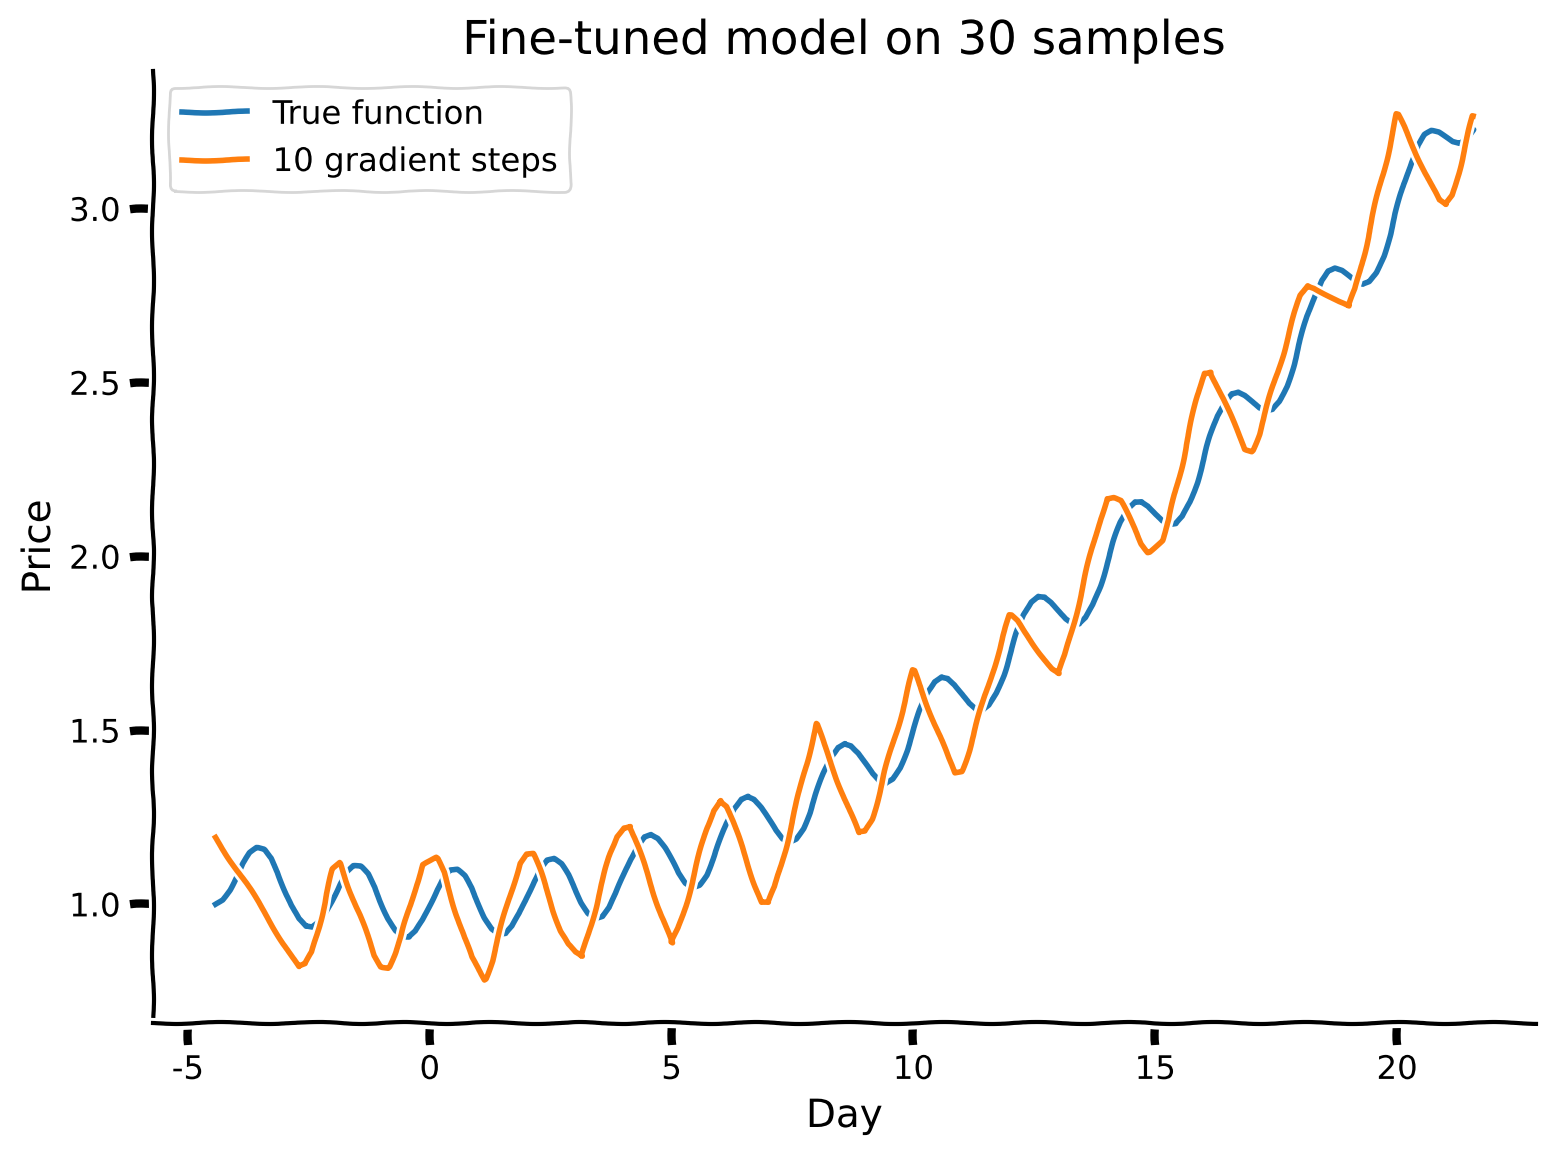 Fine-tuned model on 30 samples
True function
10 gradient steps
3.0
2.5
2.0
1.5
1.0
Price
-5 0 5 10 15 20
Day